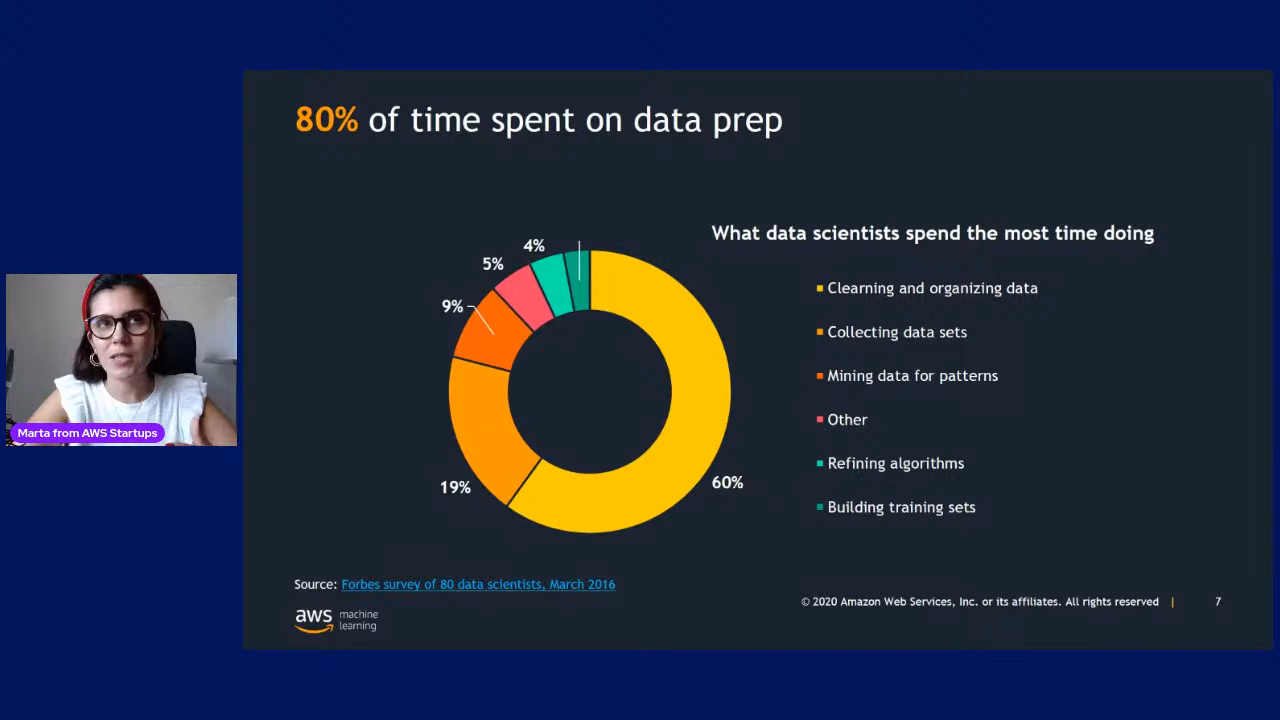 80% of time spent on data prep
What data scientists spend the most time doing
4%
5%
9%
19%
60%
Clearning and organizing data
Collecting data sets
Mining data for patterns
Other
Refining algorithms
Building training sets
Marta from AWS Startups
Source: Forbes survey of 80 data scientists, March 2016
aws machine learning
© 2020 Amazon Web Services, Inc. or its affiliates. All rights reserved | 7